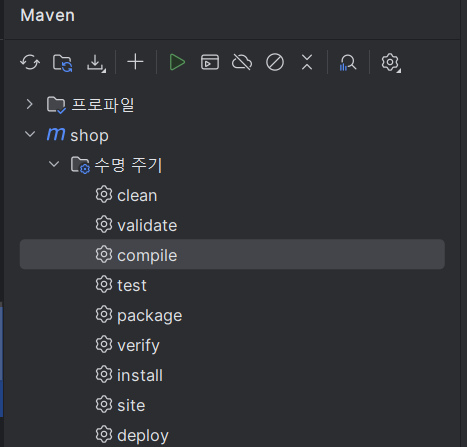 Maven
프로파일
shop
수명 주기
clean
validate
compile
test
package
verify
install
site
deploy